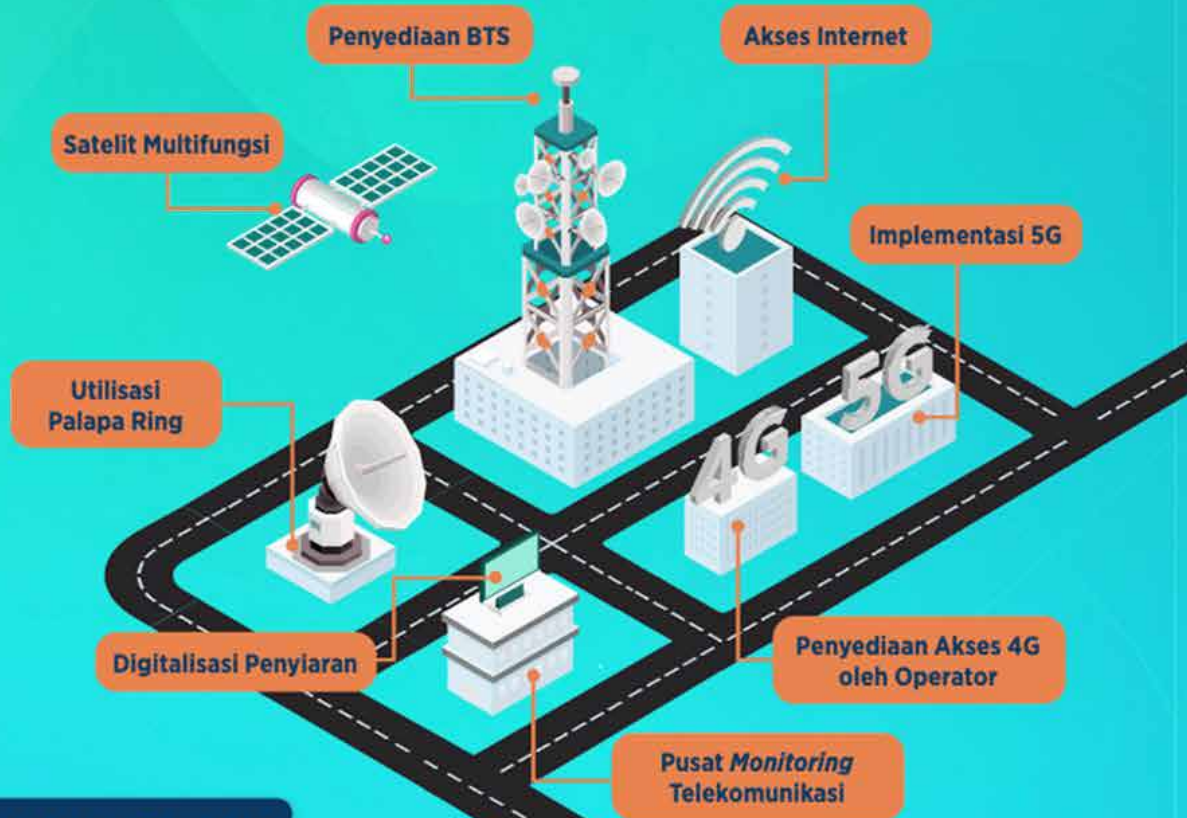 Penyediaan BTS
Akses Internet
Satelit Multifungsi
Implementasi 5G
Utilisasi
Palapa Ring
5G
4G
Digitalisasi Penyiaran
Penyediaan Akses 4G
oleh Operator
Pusat Monitoring
Telekomunikasi